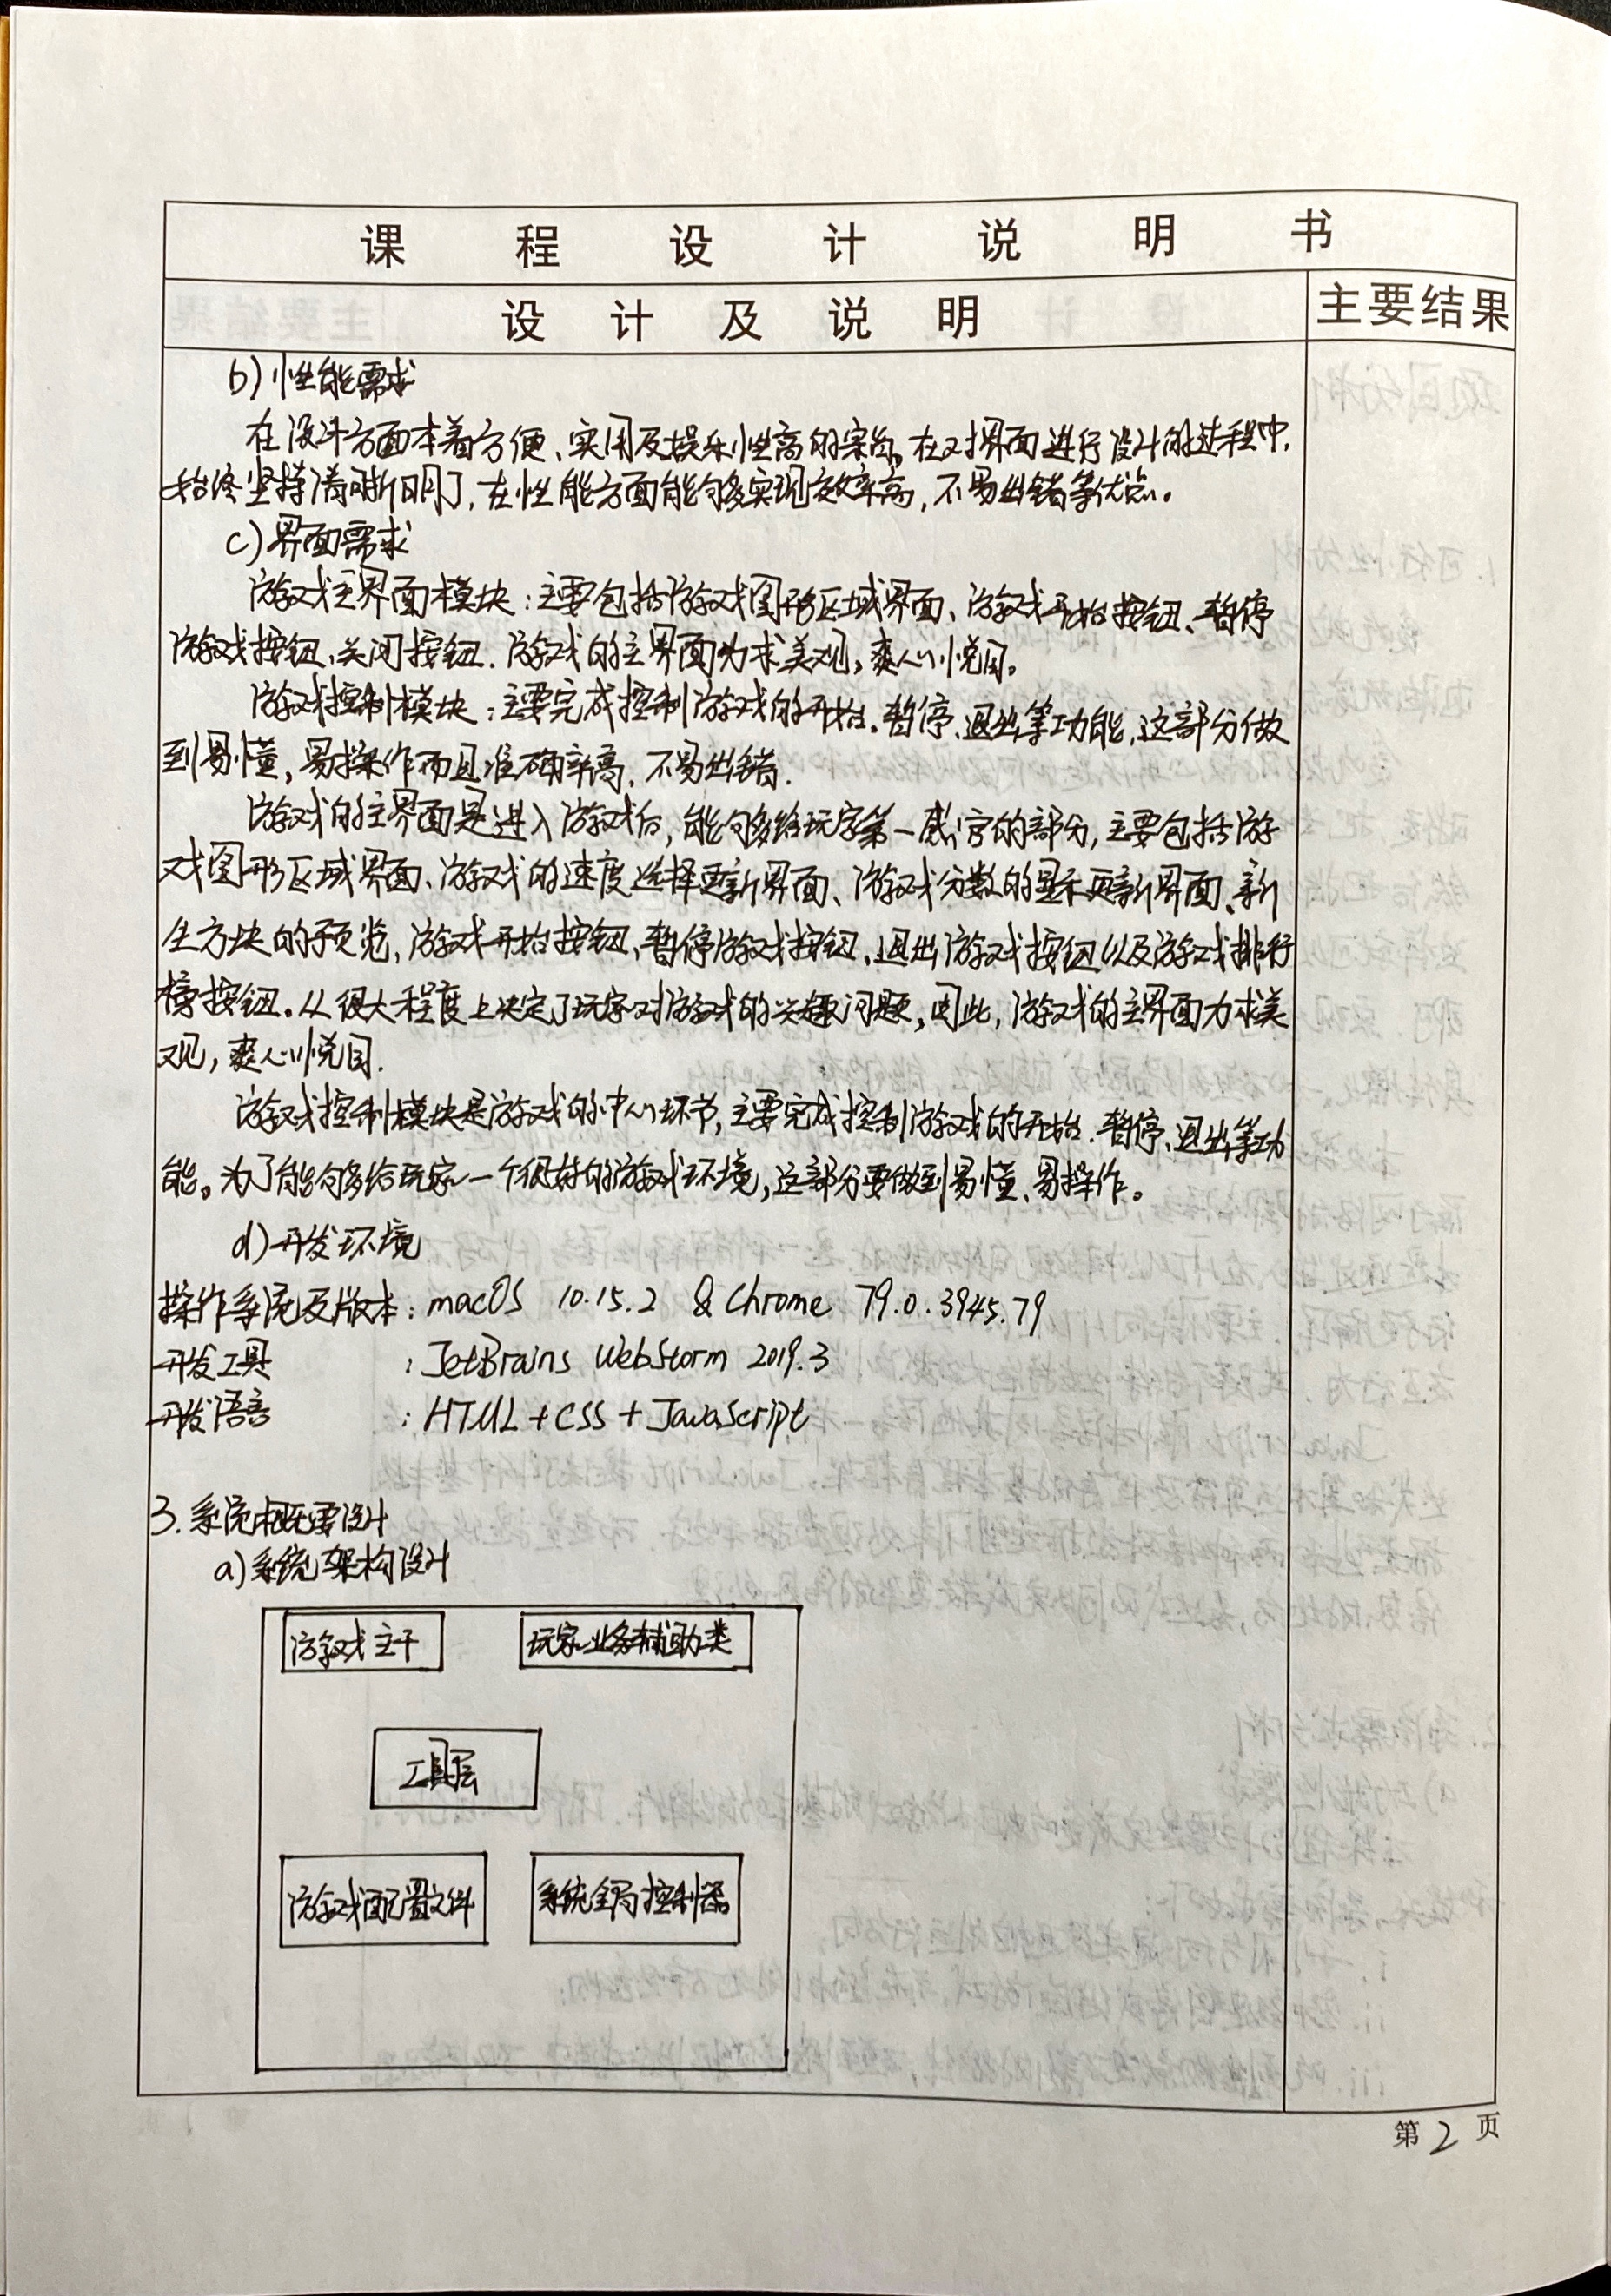 课程设计说明书
设计及说明
主要结果
b)性能需求
在设计方面本着方便、实用及娱乐性高的宗旨。在对界面进行设计的过程中,
始终坚持清晰明了,在性能方面能够实现效率高,不易出错等优点。
c)界面需求
游戏主界面模块:主要包括游戏图形区域界面、游戏开始按钮、暂停
游戏按钮、关闭按钮.游戏的主界面为求美观,爽心悦目。
游戏控制模块:主要完成控制游戏的开始.暂停、退出等功能,这部分做
到易懂,易操作而且准确率高,不易出错.
游戏的主界面是进入游戏后,能够给玩家第一感官的部分,主要包括游
戏图形区域界面、游戏的速度选择更新界面、游戏分数的显示更新界面、新
生方块的预览,游戏开始按钮、暂停游戏按钮、退出游戏按钮以及游戏排行
榜按钮。从很大程度上决定了玩家对游戏的兴趣问题,因此,游戏的主界面力求美
观,爽心悦目.
游戏控制模块是游戏的中心环节,主要完成控制游戏的开始.暂停、退出等功
能。为了能够给玩家一个很好的游戏环境,这部分要做到易懂、易操作。
d)开发环境
操作系统及版本:macOS 10.15.2 & Chrome 79.0.3945.79
开发工具 :JetBrains WebStorm 2019.3
开发语言 :HTML+CSS+JavaScript
3.系统概要设计
a)系统架构设计
游戏主干 玩家业务辅助类
工具层
游戏配置文件 系统全局控制器
第2页